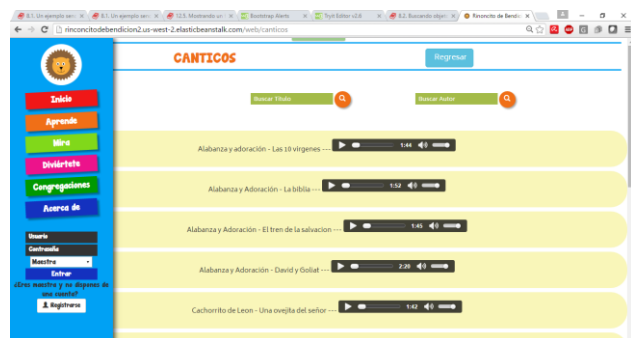 8.1. Un ejemplo senc
8.1. Un ejemplo senc
12.5. Mostrando un
Bootstrap Alerts
Tryit Editor v2.6
8.2. Buscando objet
Rinconcito de Bendic
rinconcitodebendicion2.us-west-2.elasticbeanstalk.com/web/canticos
CANTICOS
Regresar
Inicio
Aprende
Mira
Diviértete
Congregaciones
Acerca de
Usuario
Contraseña
Maestra
Entrar
¿Eres maestra y no dispones de
una cuenta?
Registrarse
Buscar Titulo
Buscar Autor
Alabanza y adoración - Las 10 virgenes --- 1:44
Alabanza y Adoración - La biblia --- 1:52
Alabanza y Adoración - El tren de la salvacion --- 1:45
Alabanza y Adoración - David y Goliat --- 2:20
Cachorrito de Leon - Una ovejita del señor --- 1:42